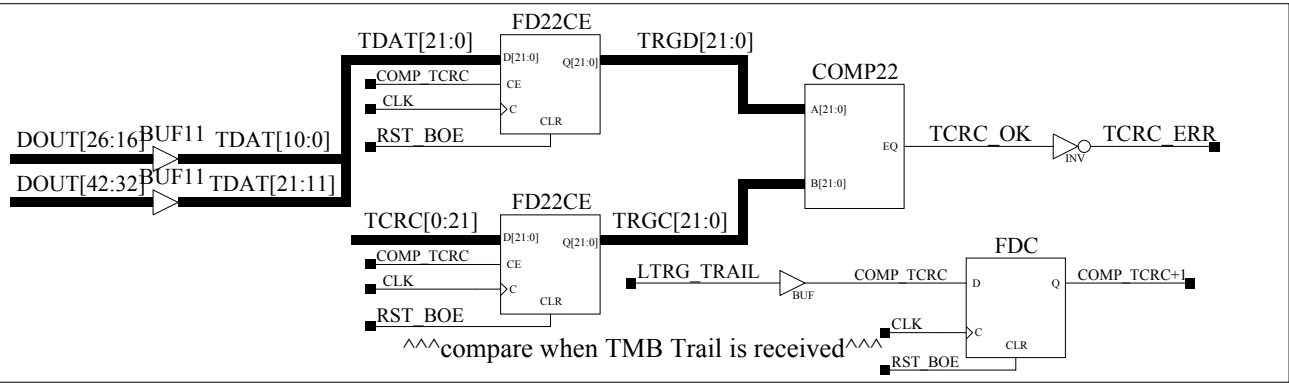 FD22CE
TDAT[21:0]
TRGD[21:0]
D[21:0]
Q[21:0]
COMP_TCRC
CE
CLK
C
CLR
RST_BOE
COMP22
A[21:0]
EQ
B[21:0]
TCRC_OK
INV
TCRC_ERR
DOUT[26:16]
BUF11
TDAT[10:0]
DOUT[42:32]
BUF11
TDAT[21:11]
FD22CE
TCRC[0:21]
TRGC[21:0]
D[21:0]
Q[21:0]
COMP_TCRC
CE
CLK
C
CLR
RST_BOE
LTRG_TRAIL
BUF
COMP_TCRC
FDC
D
Q
COMP_TCRC+1
CLK
C
CLR
RST_BOE
^^^compare when TMB Trail is received^^^